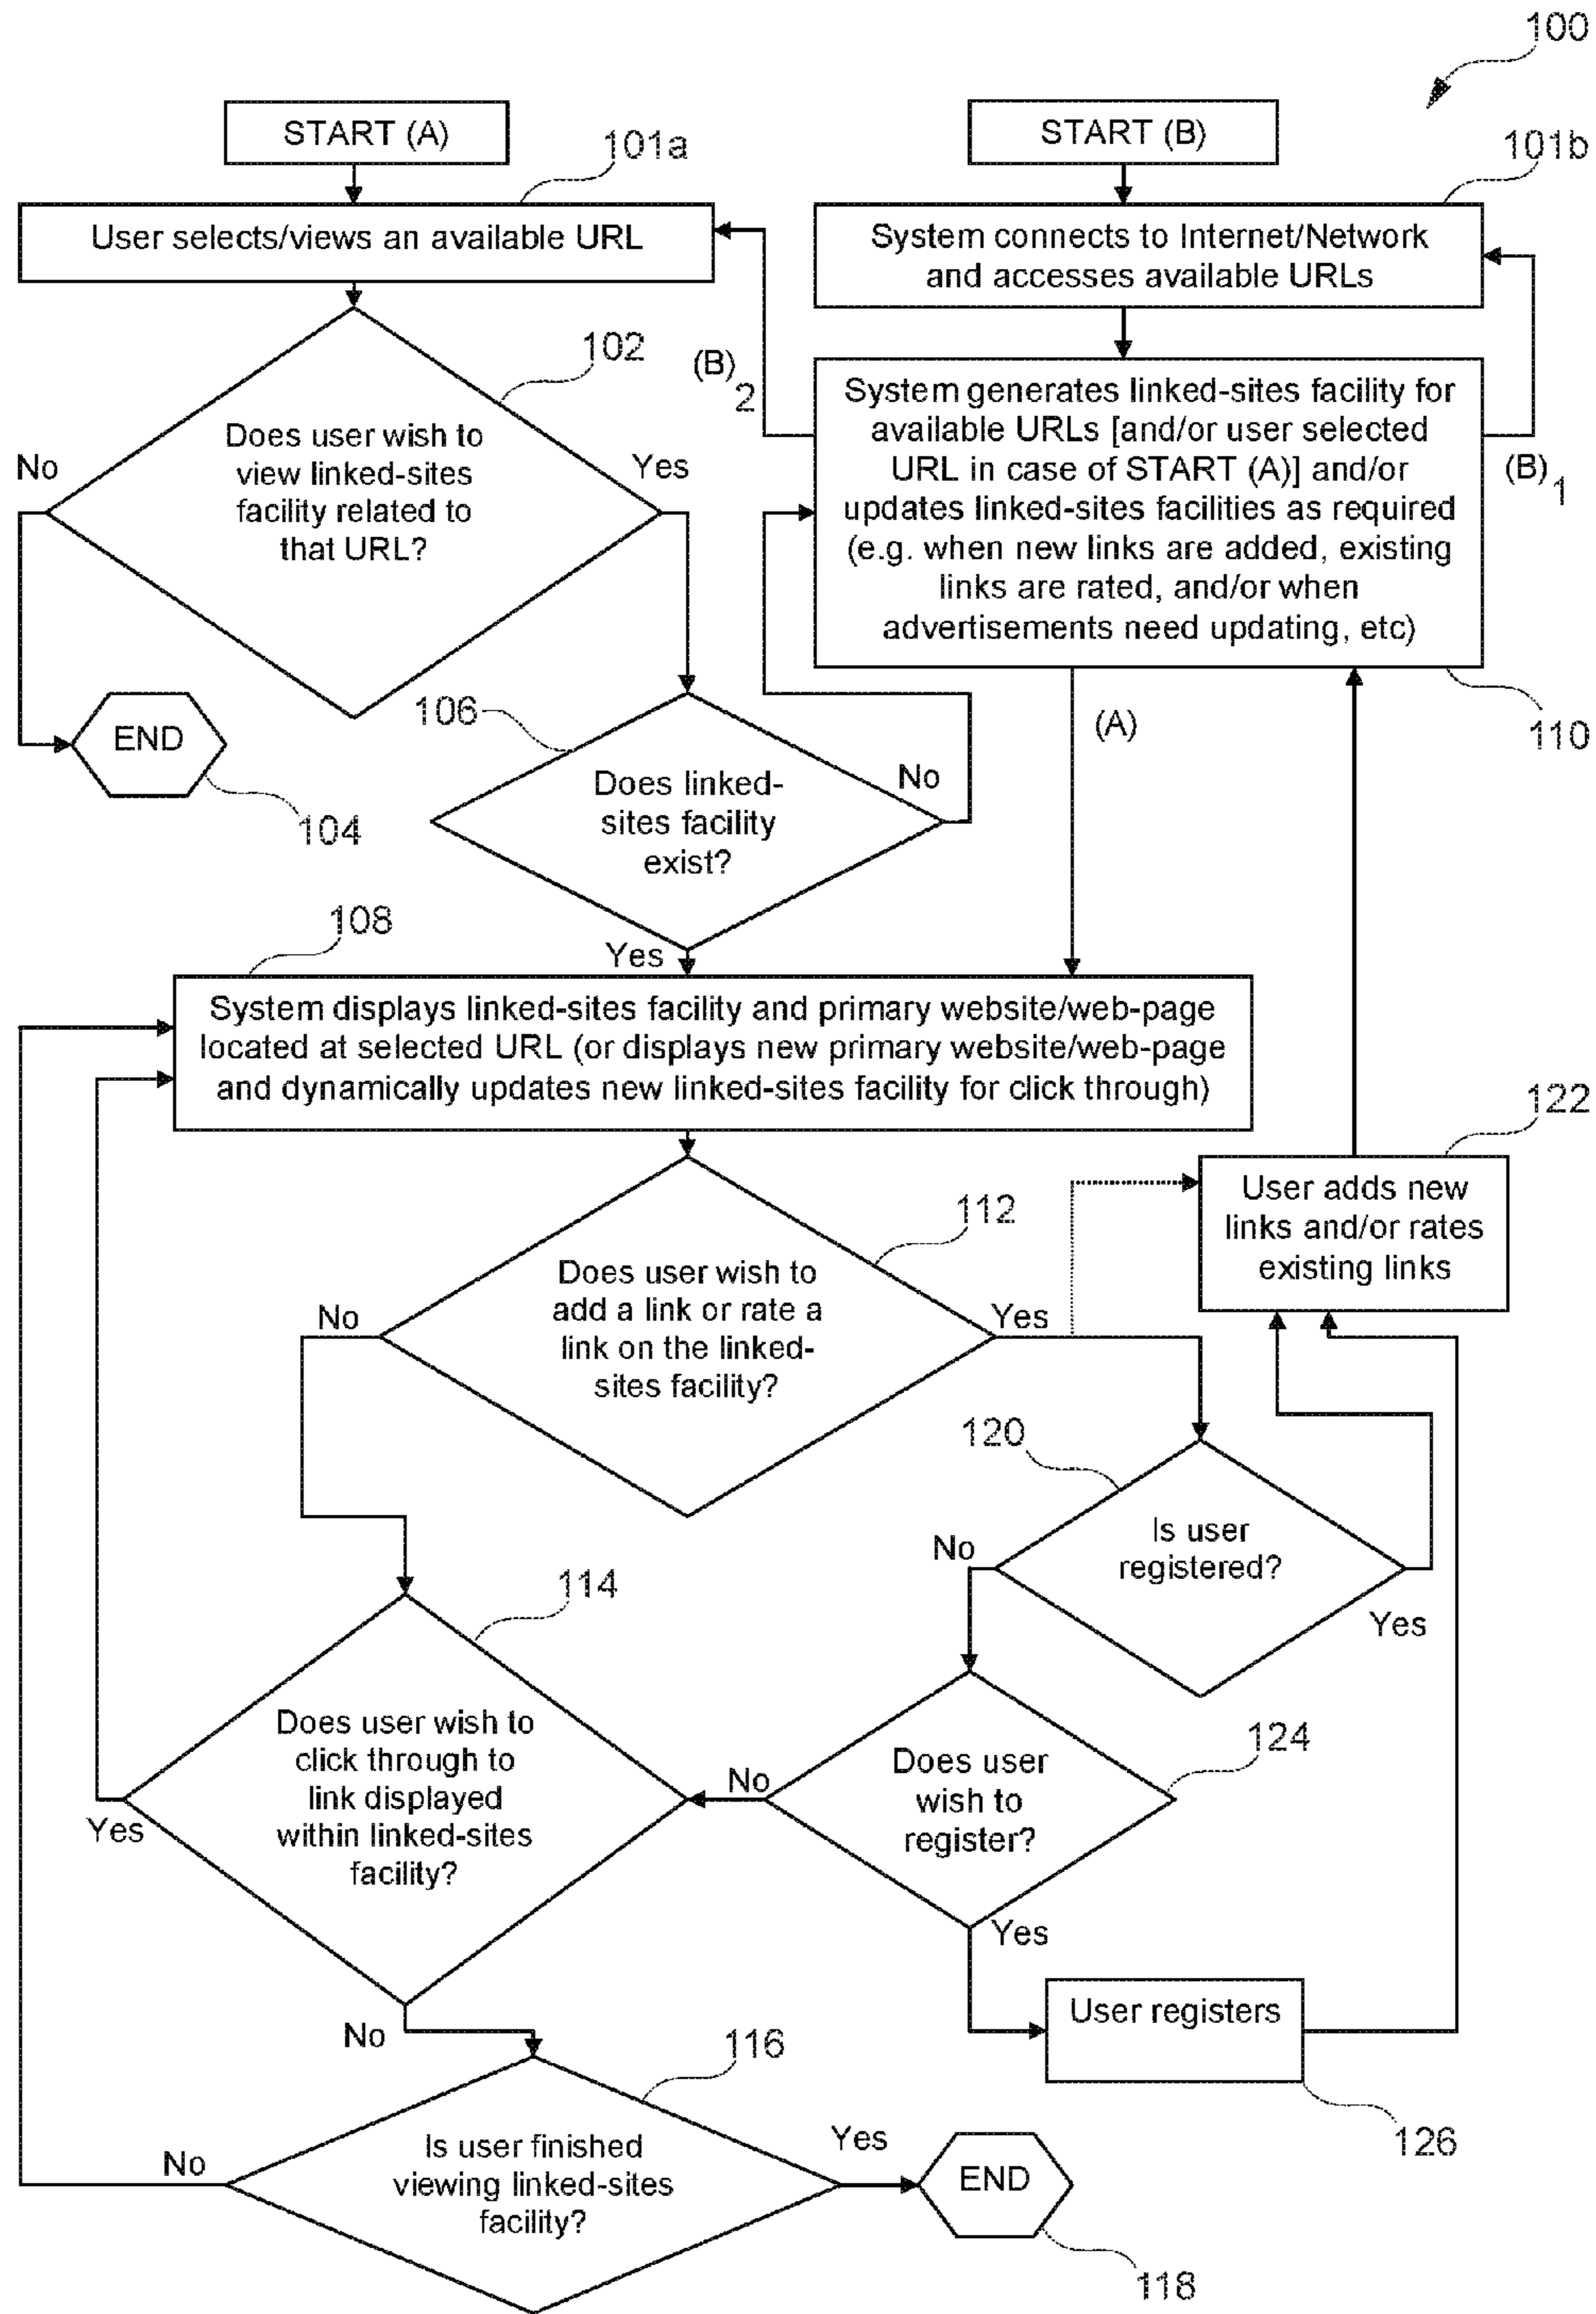 100
START (A)
START (B)
101a
101b
User selects/views an available URL
System connects to Internet/Network
and accesses available URLs
102
Does user wish to
view linked-sites
facility related to
that URL?
No
Yes
(B)2
System generates linked-sites facility for
available URLs [and/or user selected
URL in case of START (A)] and/or
updates linked-sites facilities as required
(e.g. when new links are added, existing
links are rated, and/or when
advertisements need updating, etc)
(B)1
END
104
106
Does linked-
sites facility
exist?
No
Yes
(A)
110
108
System displays linked-sites facility and primary website/web-page
located at selected URL (or displays new primary website/web-page
and dynamically updates new linked-sites facility for click through)
122
User adds new
links and/or rates
existing links
112
Does user wish to
add a link or rate a
link on the linked-
sites facility?
No
Yes
120
Is user
registered?
No
Yes
114
Does user wish to
click through to
link displayed
within linked-sites
facility?
Yes
No
124
Does user
wish to
register?
No
Yes
User registers
126
116
Is user finished
viewing linked-sites
facility?
No
Yes
END
118